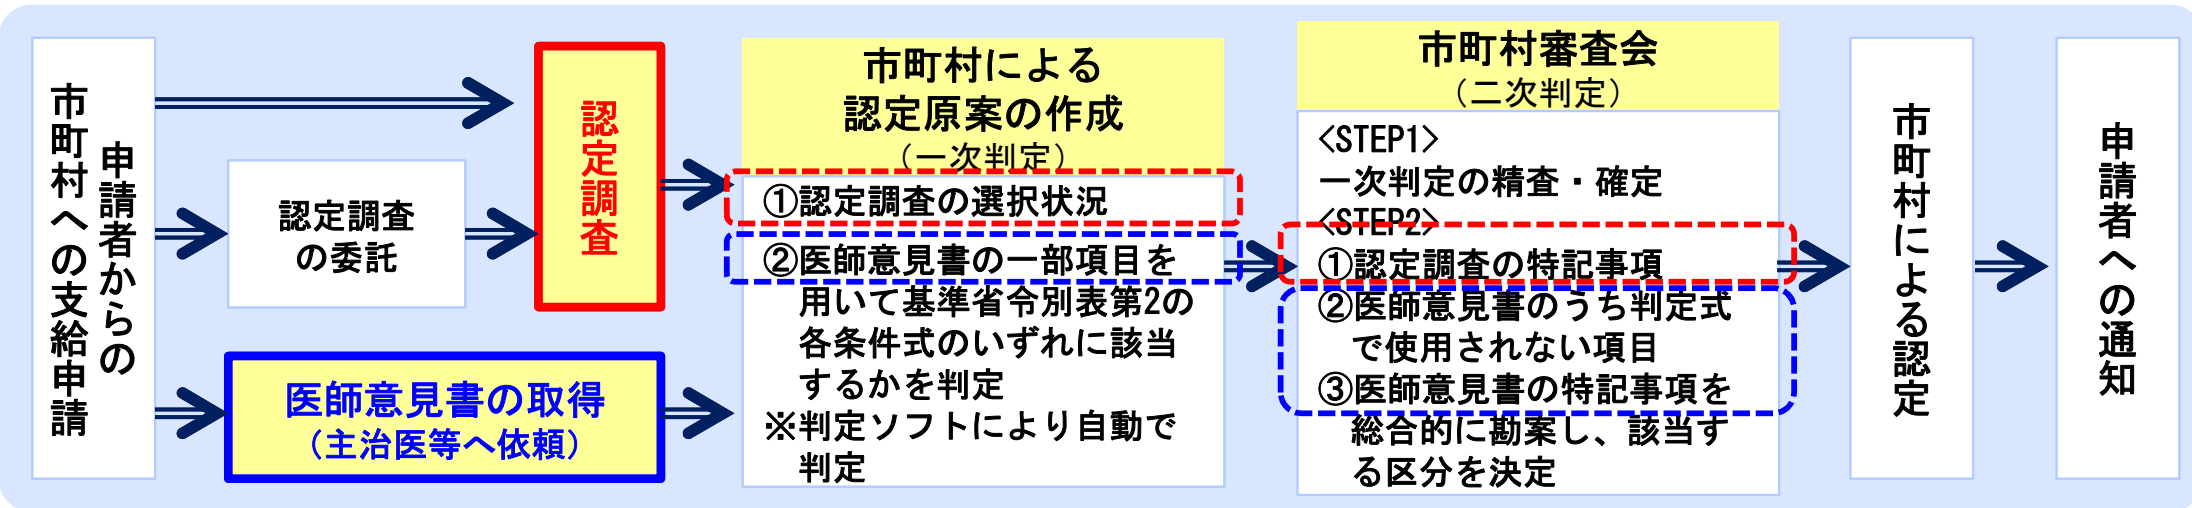 申請者からの
市町村への支給申請
認定調査
の委託
認定調査
医師意見書の取得
（主治医等へ依頼）
市町村による
認定原案の作成
（一次判定）
①認定調査の選択状況
②医師意見書の一部項目を
用いて基準省令別表第2の
各条件式のいずれに該当
するかを判定
※判定ソフトにより自動で
判定
市町村審査会
（二次判定）
<STEP1>
一次判定の精査・確定
<STEP2>
①認定調査の特記事項
②医師意見書のうち判定式
で使用されない項目
③医師意見書の特記事項を
総合的に勘案し、該当す
る区分を決定
市町村による認定
申請者への通知